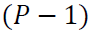 (P − 1)